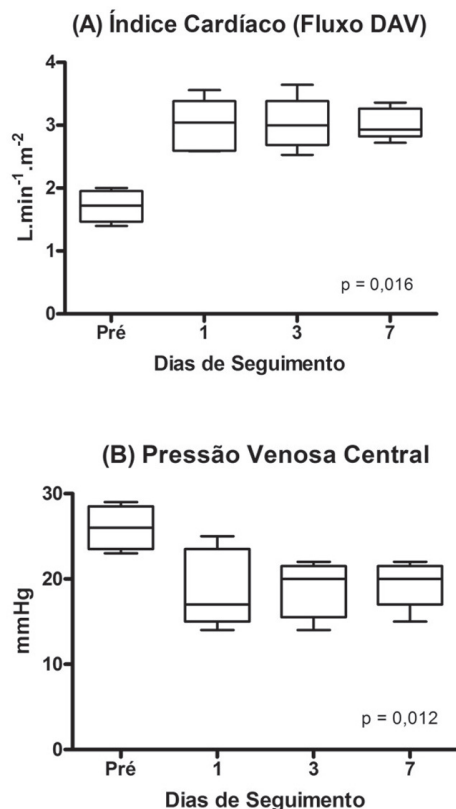 (A) Índice Cardíaco (Fluxo DAV)
4
3
2
1
0
L.min⁻¹.m⁻²
p = 0,016
Pré 1 3 7
Dias de Seguimento
(B) Pressão Venosa Central
30
20
10
0
mmHg
p = 0,012
Pré 1 3 7
Dias de Seguimento